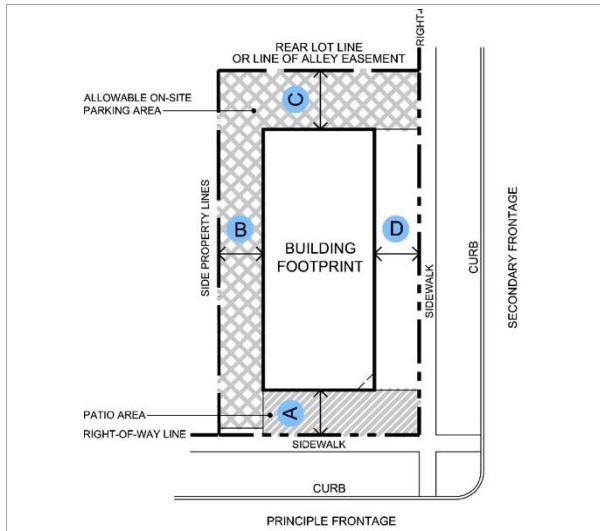 RIGHT-
REAR LOT LINE
OR LINE OF ALLEY EASEMENT
ALLOWABLE ON-SITE
PARKING AREA
C
SIDE PROPERTY LINES
B
BUILDING
FOOTPRINT
D
SIDEWALK
CURB
SECONDARY FRONTAGE
PATIO AREA
A
RIGHT-OF-WAY LINE
SIDEWALK
CURB
PRINCIPLE FRONTAGE